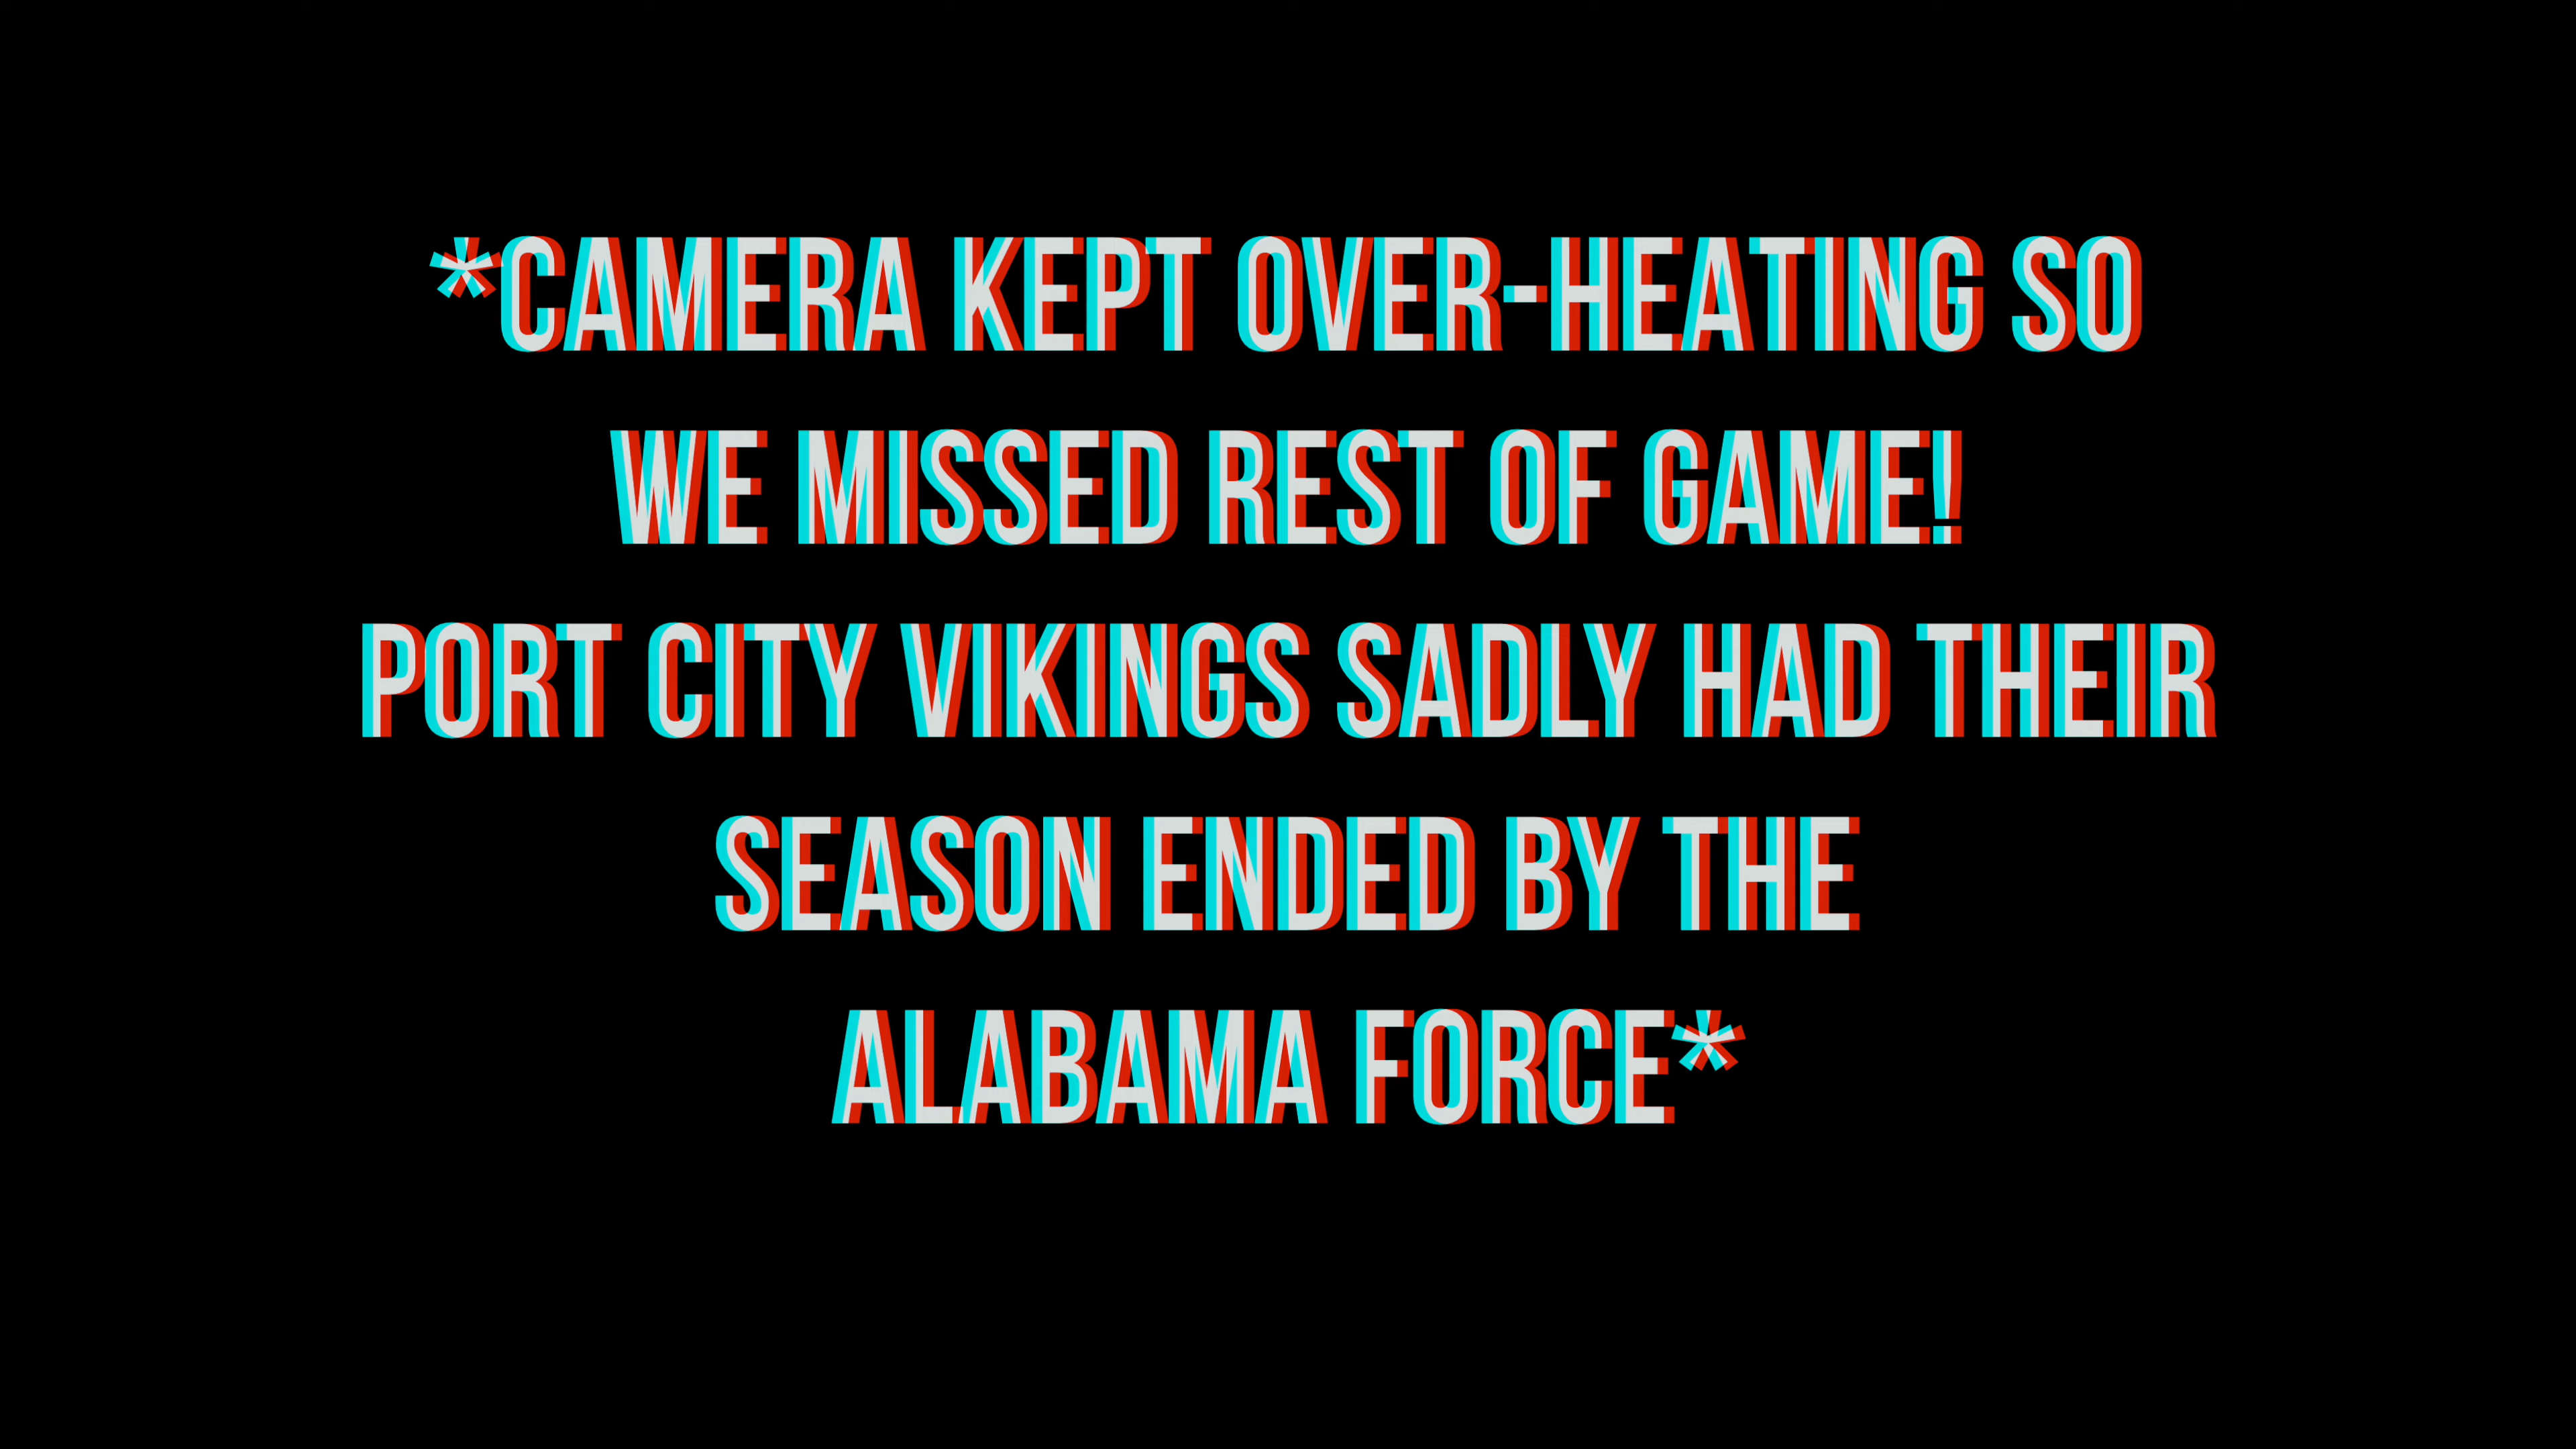 *CAMERA KEPT OVER-HEATING SO
WE MISSED REST OF GAME!
PORT CITY VIKINGS SADLY HAD THEIR
SEASON ENDED BY THE
ALABAMA FORCE*